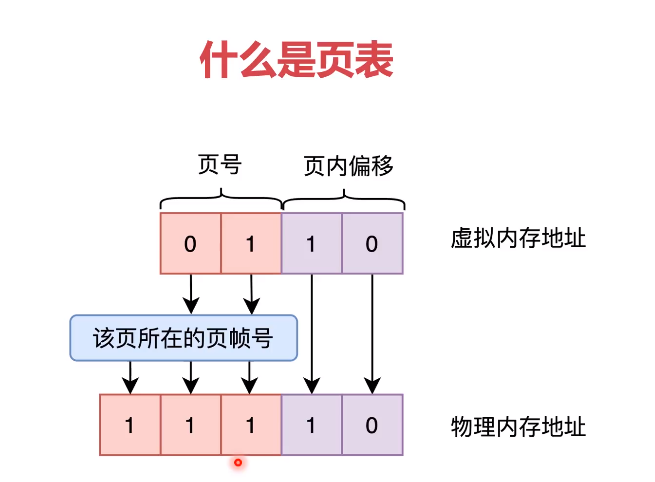 什么是页表
页号 页内偏移
0 1 1 0 虚拟内存地址
该页所在的页帧号
1 1 1 1 0 物理内存地址